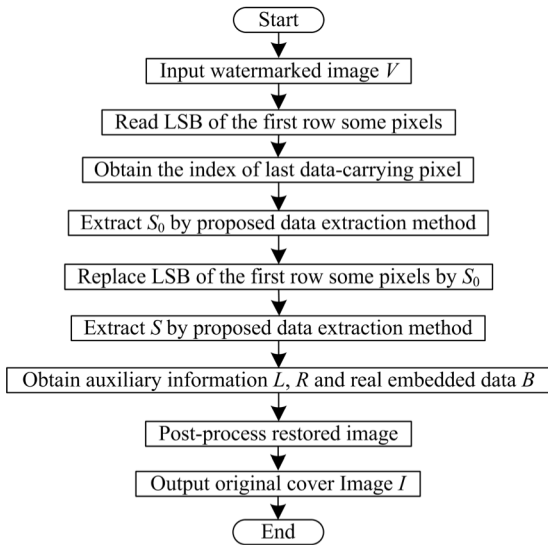 Start
Input watermarked image V
Read LSB of the first row some pixels
Obtain the index of last data-carrying pixel
Extract S₀ by proposed data extraction method
Replace LSB of the first row some pixels by S₀
Extract S by proposed data extraction method
Obtain auxiliary information L, R and real embedded data B
Post-process restored image
Output original cover Image I
End